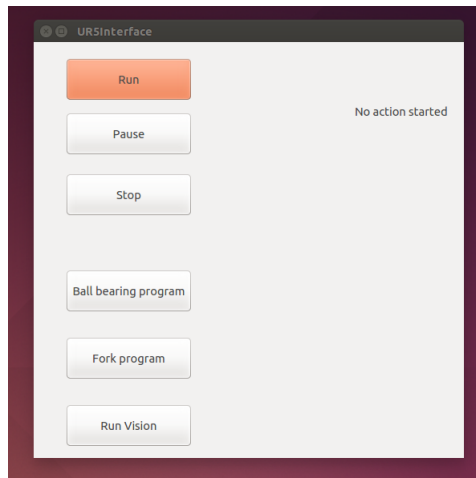 UR5Interface
Run
No action started
Pause
Stop
Ball bearing program
Fork program
Run Vision